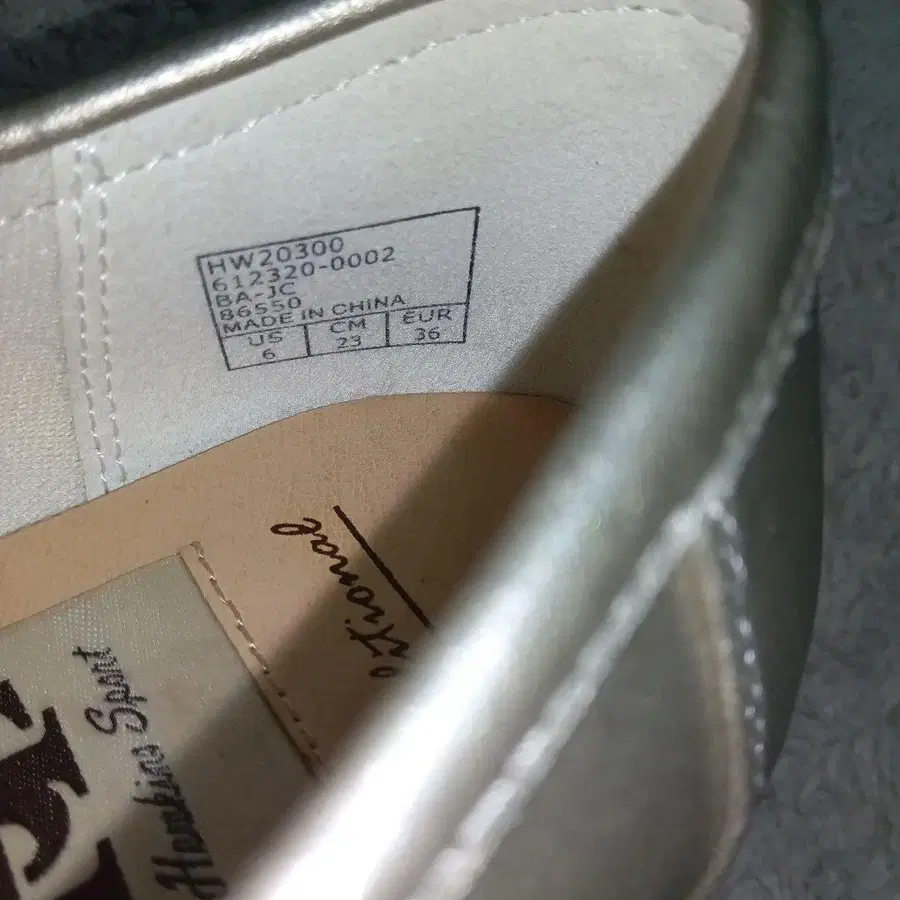 HW20300
612320-0002
BA-JC
86550
MADE IN CHINA
US CM EUR
6 23 36
Hawkins Sport